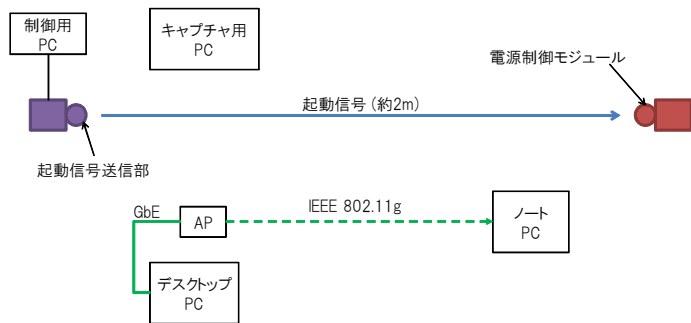 制御用
PC
キャプチャ用
PC
電源制御モジュール
起動信号（約2m）
起動信号送信部
GbE
AP
IEEE 802.11g
ノート
PC
デスクトップ
PC